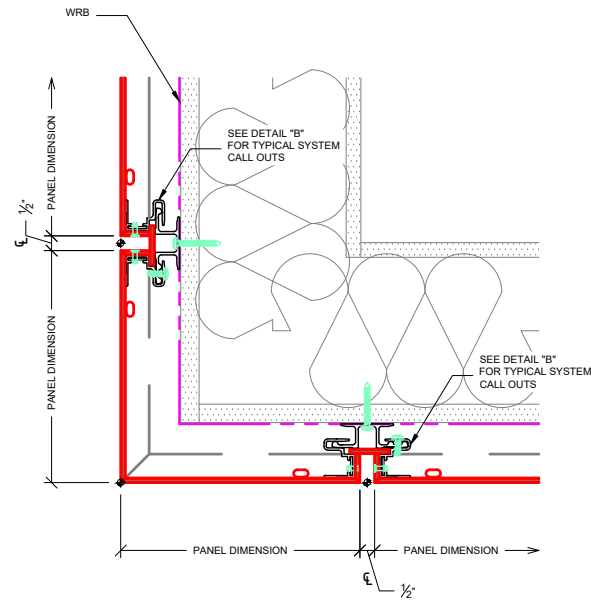 WRB
SEE DETAIL "B"
FOR TYPICAL SYSTEM
CALL OUTS
PANEL DIMENSION
½"
℄
PANEL DIMENSION
SEE DETAIL "B"
FOR TYPICAL SYSTEM
CALL OUTS
PANEL DIMENSION
PANEL DIMENSION
℄
½"